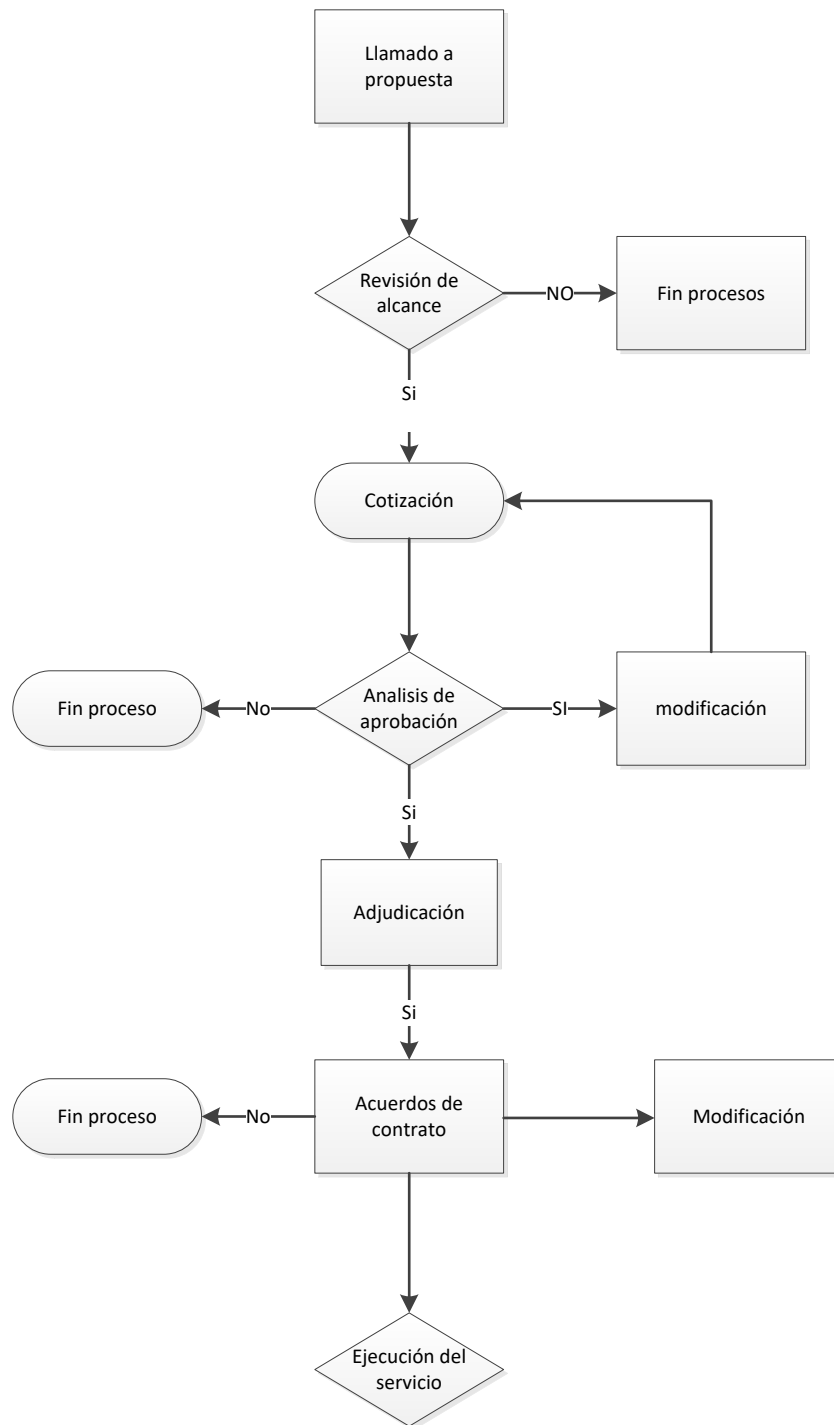 Llamado a
propuesta
Revisión de
alcance
NO
Fin procesos
Si
Cotización
Fin proceso
No
Analisis de
aprobación
SI
modificación
Si
Adjudicación
Si
Fin proceso
No
Acuerdos de
contrato
Modificación
Ejecución del
servicio